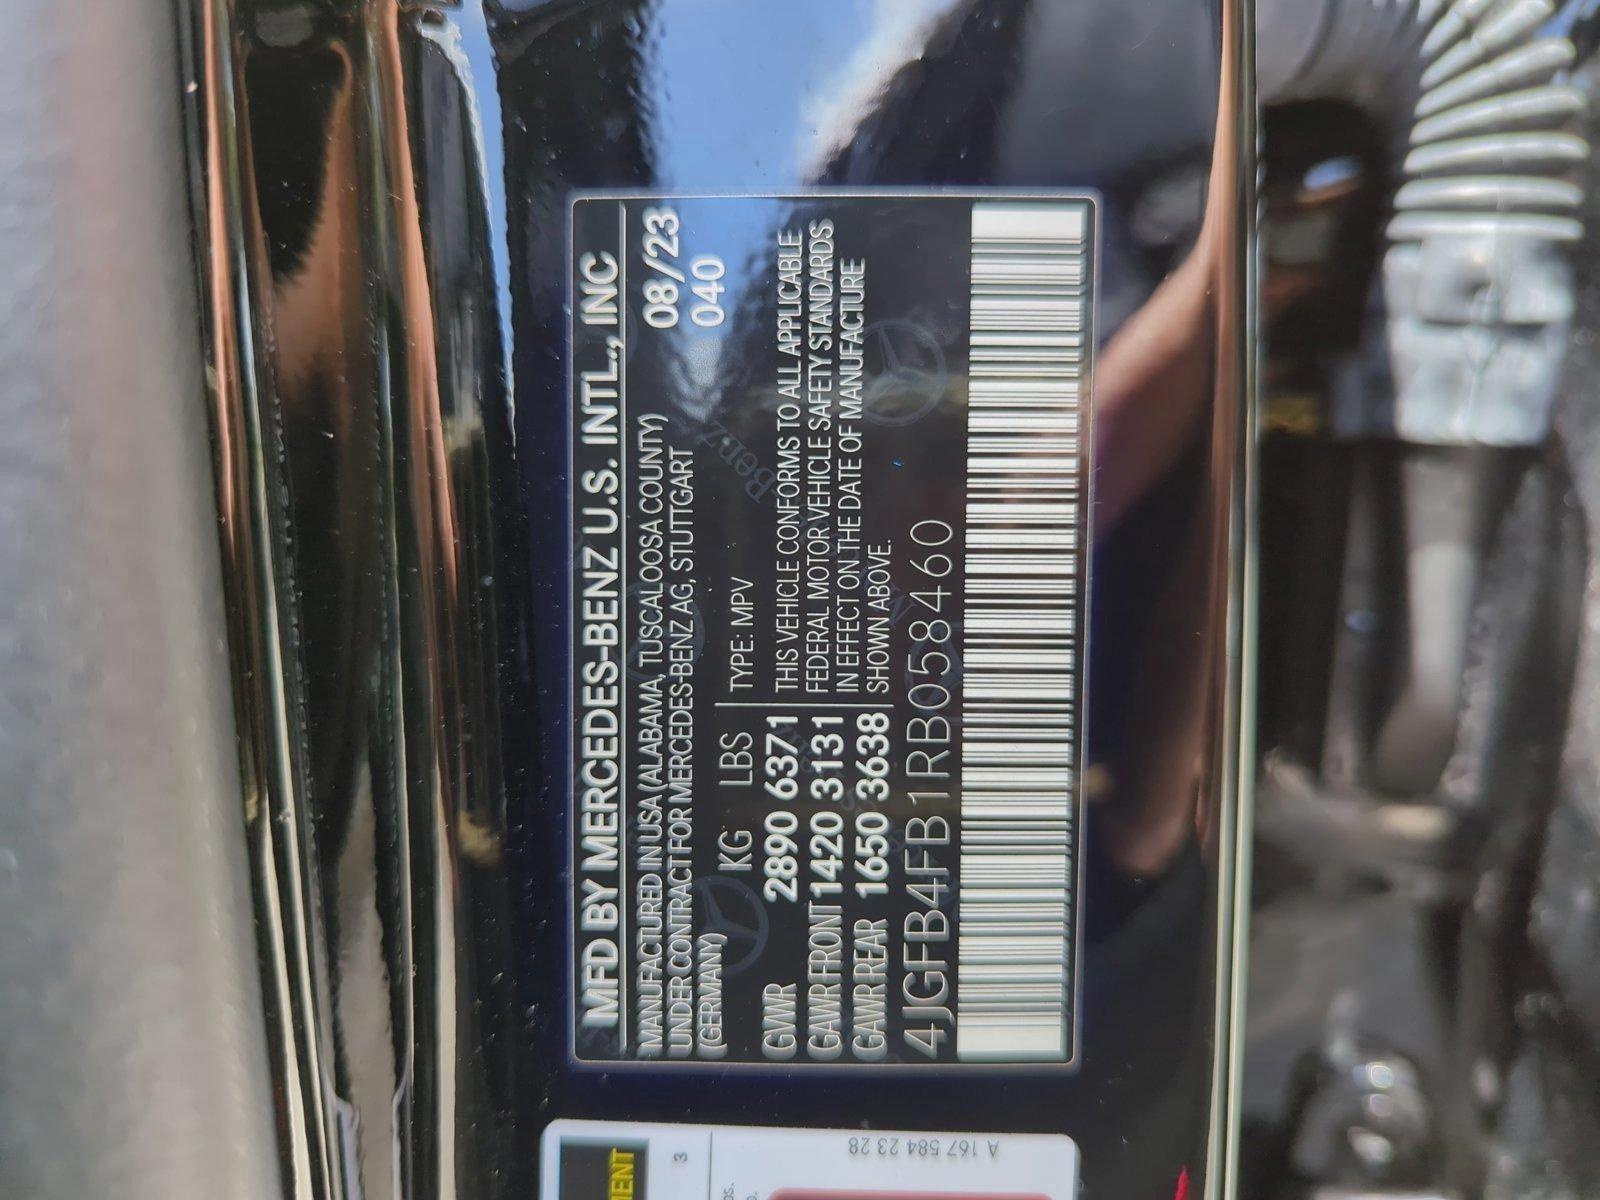 MFD BY MERCEDES-BENZ U.S. INTL., INC
MANUFACTURED IN USA (ALABAMA, TUSCALOOSA COUNTY) 08/23
UNDER CONTRACT FOR MERCEDES-BENZ AG, STUTTGART 040
(GERMANY)
KG LBS TYPE: MPV
GVWR 2890 6371 THIS VEHICLE CONFORMS TO ALL APPLICABLE
GAWR FRONT 1420 3131 FEDERAL MOTOR VEHICLE SAFETY STANDARDS
GAWR REAR 1650 3638 IN EFFECT ON THE DATE OF MANUFACTURE
SHOWN ABOVE.
4JGFB4FB1RB058460
3
A 167 584 23 28